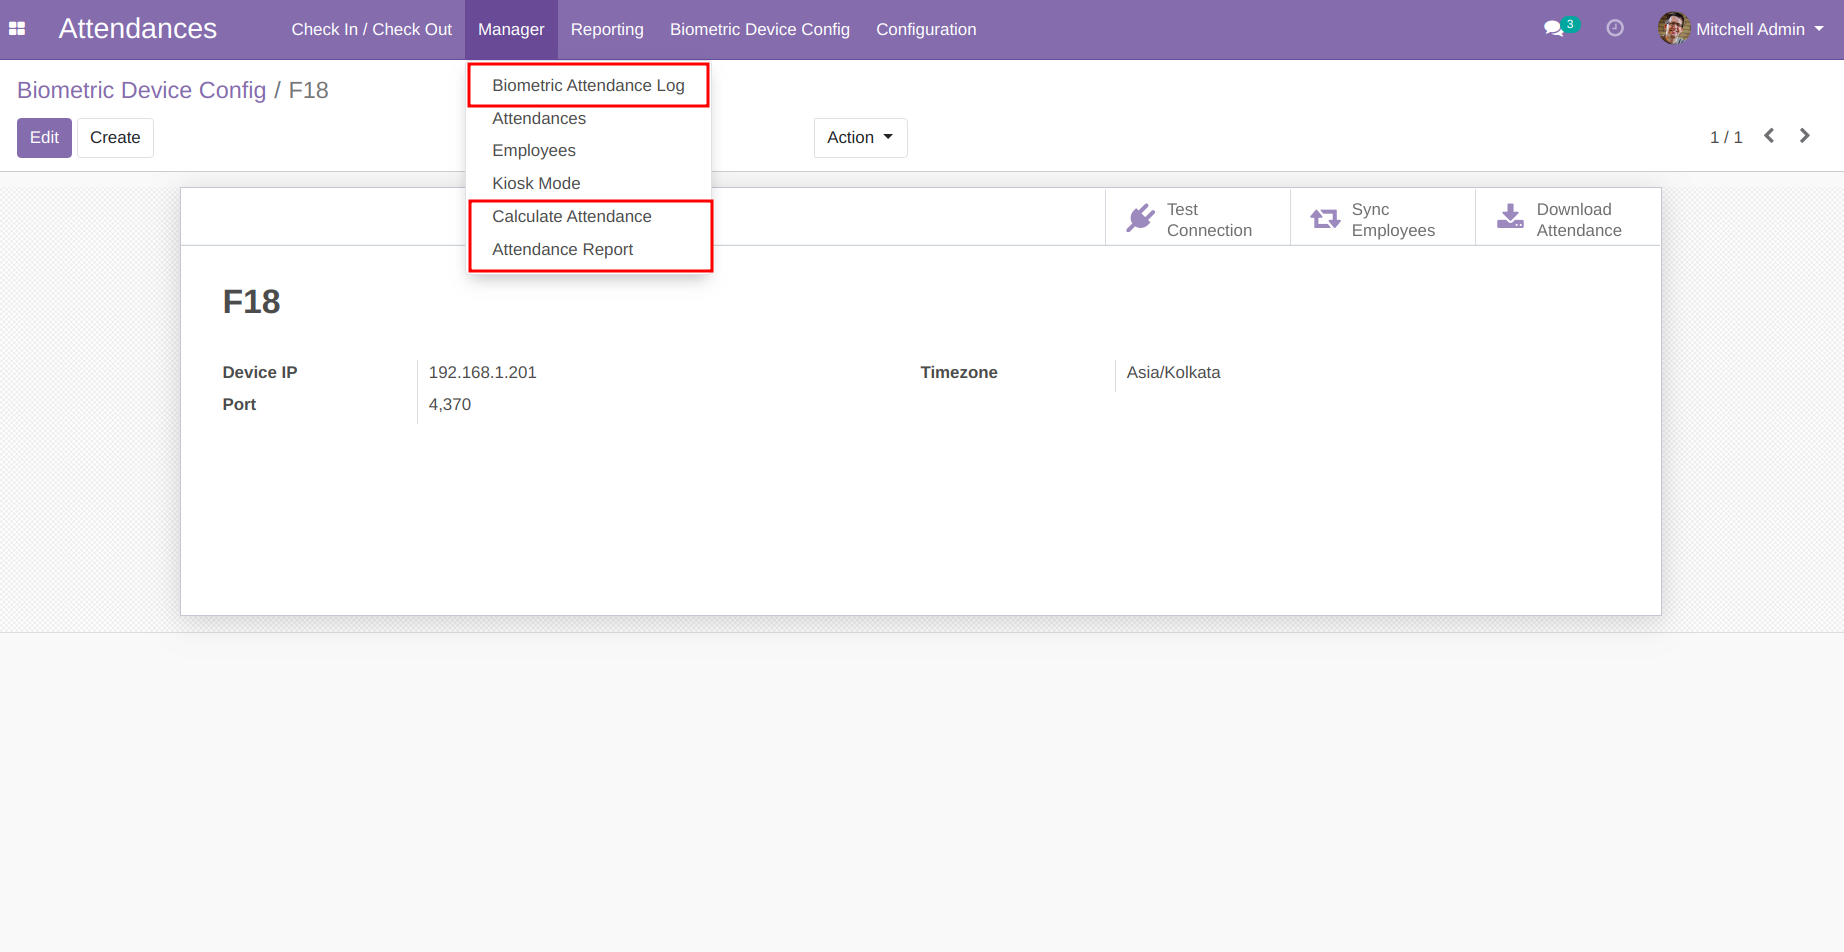 Attendances
Check In / Check Out
Manager
Reporting
Biometric Device Config
Configuration
3
Mitchell Admin
Biometric Device Config / F18
Edit
Create
Action
1 / 1
Biometric Attendance Log
Attendances
Employees
Kiosk Mode
Calculate Attendance
Attendance Report
Test
Connection
Sync
Employees
Download
Attendance
F18
Device IP
192.168.1.201
Port
4,370
Timezone
Asia/Kolkata